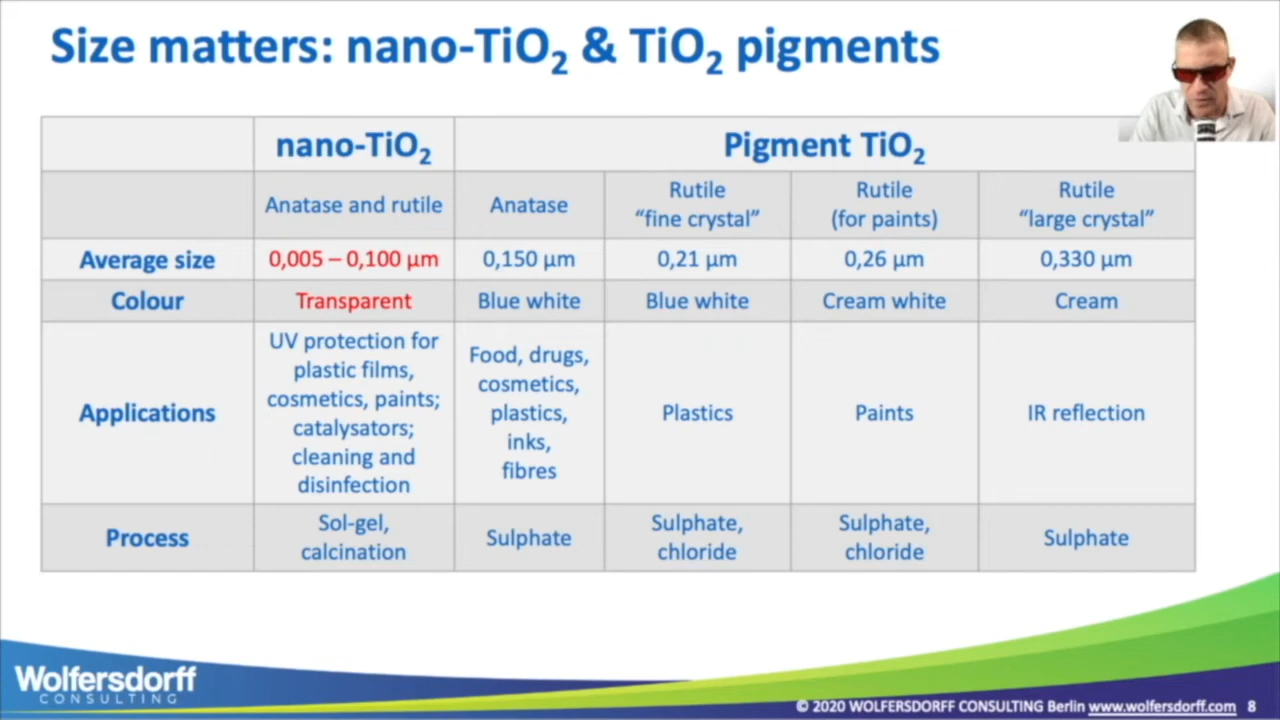 Size matters: nano-TiO₂ & TiO₂ pigments
nano-TiO₂
Pigment TiO₂
Anatase and rutile
Anatase
Rutile
“fine crystal”
Rutile
(for paints)
Rutile
“large crystal”
Average size
0,005 – 0,100 μm
0,150 μm
0,21 μm
0,26 μm
0,330 μm
Colour
Transparent
Blue white
Blue white
Cream white
Cream
Applications
UV protection for
plastic films,
cosmetics, paints;
catalysators;
cleaning and
disinfection
Food, drugs,
cosmetics,
plastics,
inks,
fibres
Plastics
Paints
IR reflection
Process
Sol-gel,
calcination
Sulphate
Sulphate,
chloride
Sulphate,
chloride
Sulphate
Wolfersdorff
CONSULTING
© 2020 WOLFERSDORFF CONSULTING Berlin www.wolfersdorff.com 8